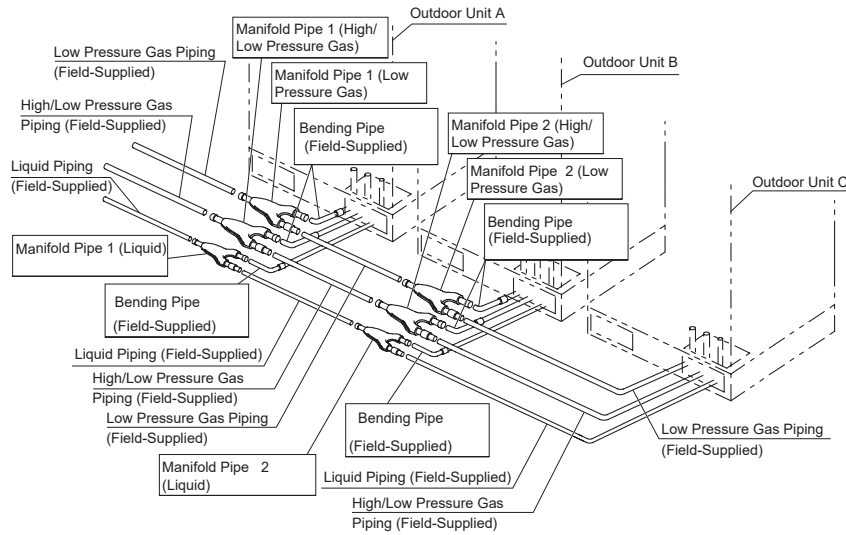 Outdoor Unit A
Manifold Pipe 1 (High/
Low Pressure Gas)
Low Pressure Gas Piping
(Field-Supplied)
Outdoor Unit B
Manifold Pipe 1 (Low
Pressure Gas)
High/Low Pressure Gas
Piping (Field-Supplied)
Bending Pipe
(Field-Supplied)
Manifold Pipe 2 (High/
Low Pressure Gas)
Liquid Piping
(Field-Supplied)
Manifold Pipe 2 (Low
Pressure Gas)
Outdoor Unit C
Bending Pipe
(Field-Supplied)
Manifold Pipe 1 (Liquid)
Bending Pipe
(Field-Supplied)
Liquid Piping (Field-Supplied)
High/Low Pressure Gas
Piping (Field-Supplied)
Low Pressure Gas Piping
(Field-Supplied)
Bending Pipe
(Field-Supplied)
Low Pressure Gas Piping
(Field-Supplied)
Manifold Pipe 2
(Liquid)
Liquid Piping (Field-Supplied)
High/Low Pressure Gas
Piping (Field-Supplied)